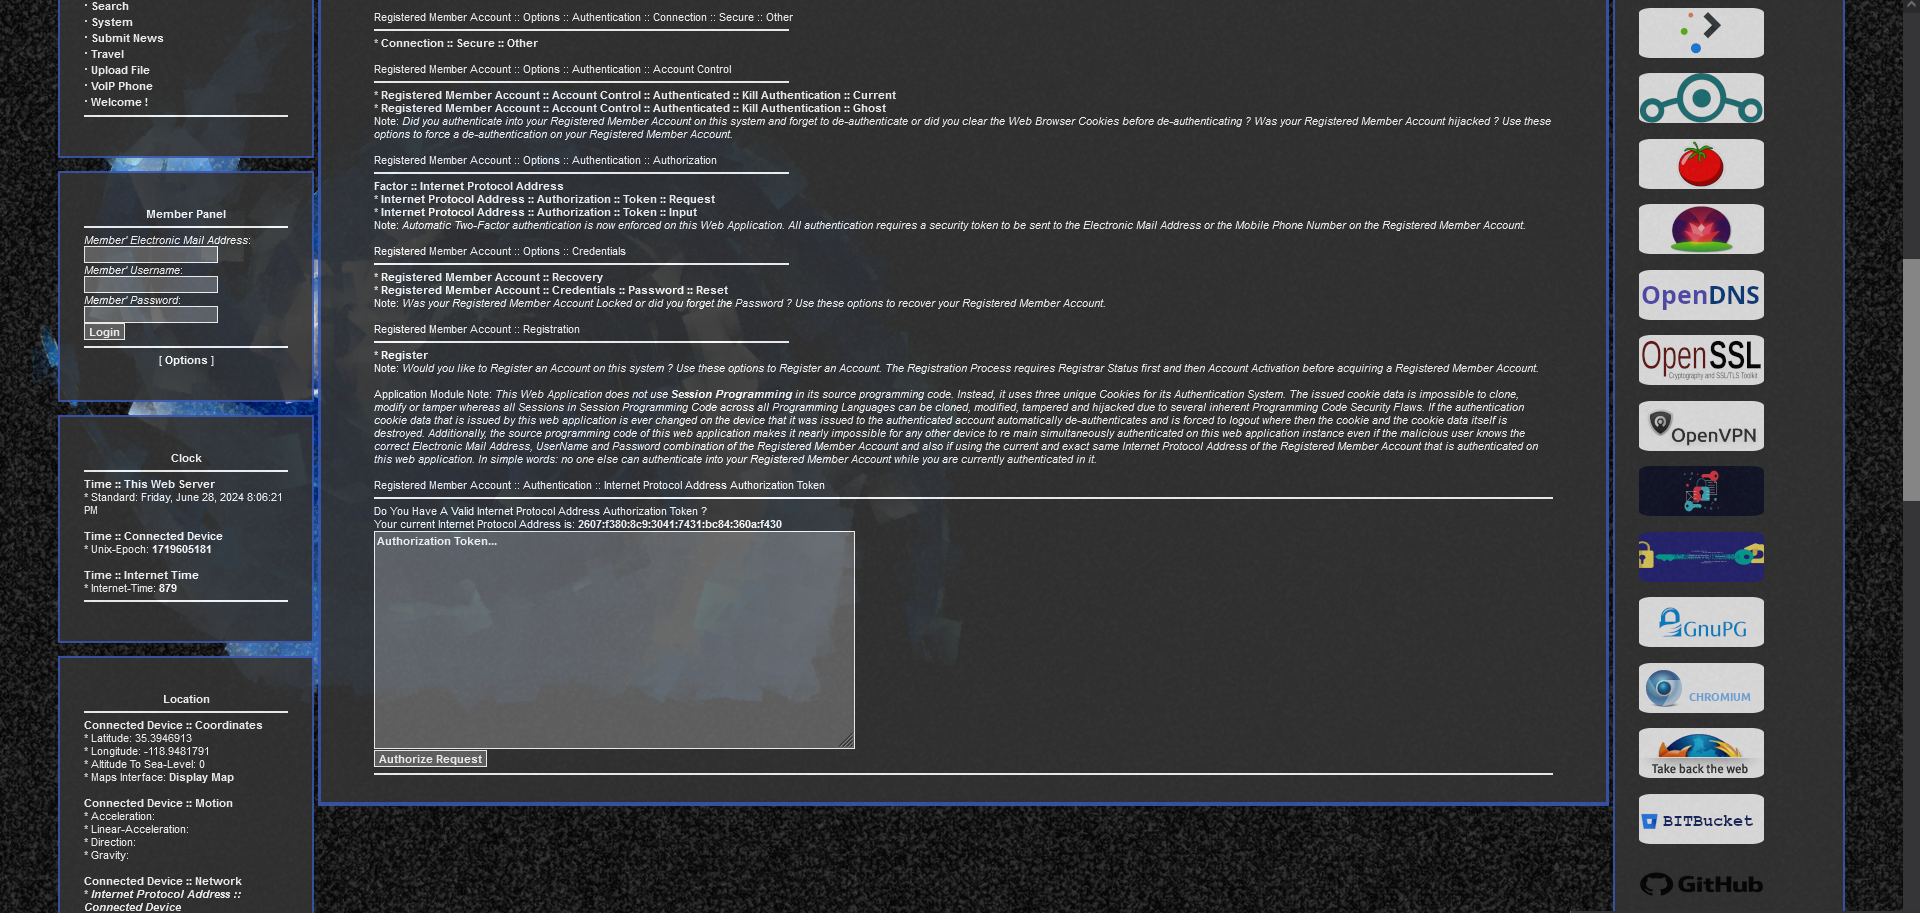 · Search
· System
· Submit News
· Travel
· Upload File
· VoIP Phone
· Welcome !
Member Panel
Member' Electronic Mail Address:
Member' Username:
Member' Password:
Login
[ Options ]
Clock
Time :: This Web Server
* Standard: Friday, June 28, 2024 8:06:21
PM
Time :: Connected Device
* Unix-Epoch: 1719605181
Time :: Internet Time
* Internet-Time: 879
Location
Connected Device :: Coordinates
* Latitude: 35.3946913
* Longitude: -118.9481791
* Altitude To Sea-Level: 0
* Maps Interface: Display Map
Connected Device :: Motion
* Acceleration:
* Linear-Acceleration:
* Direction:
* Gravity:
Connected Device :: Network
* Internet Protocol Address ::
Connected Device
Registered Member Account :: Options :: Authentication :: Connection :: Secure :: Other
* Connection :: Secure :: Other
Registered Member Account :: Options :: Authentication :: Account Control
* Registered Member Account :: Account Control :: Authenticated :: Kill Authentication :: Current
* Registered Member Account :: Account Control :: Authenticated :: Kill Authentication :: Ghost
Note: Did you authenticate into your Registered Member Account on this system and forget to de-authenticate or did you clear the Web Browser Cookies before de-authenticating ? Was your Registered Member Account hijacked ? Use these
options to force a de-authentication on your Registered Member Account.
Registered Member Account :: Options :: Authentication :: Authorization
Factor :: Internet Protocol Address
* Internet Protocol Address :: Authorization :: Token :: Request
* Internet Protocol Address :: Authorization :: Token :: Input
Note: Automatic Two-Factor authentication is now enforced on this Web Application. All authentication requires a security token to be sent to the Electronic Mail Address or the Mobile Phone Number on the Registered Member Account.
Registered Member Account :: Options :: Credentials
* Registered Member Account :: Recovery
* Registered Member Account :: Credentials :: Password :: Reset
Note: Was your Registered Member Account Locked or did you forget the Password ? Use these options to recover your Registered Member Account.
Registered Member Account :: Registration
* Register
Note: Would you like to Register an Account on this system ? Use these options to Register an Account. The Registration Process requires Registrar Status first and then Account Activation before acquiring a Registered Member Account.
Application Module Note: This Web Application does not use Session Programming in its source programming code. Instead, it uses three unique Cookies for its Authentication System. The issued cookie data is impossible to clone,
modify or tamper whereas all Sessions in Session Programming Code across all Programming Languages can be cloned, modified, tampered and hijacked due to several inherent Programming Code Security Flaws. If the authentication
cookie data that is issued by this web application is ever changed on the device that it was issued to the authenticated account automatically de-authenticates and is forced to logout where then the cookie and the cookie data itself is
destroyed. Additionally, the source programming code of this web application makes it nearly impossible for any other device to re main simultaneously authenticated on this web application instance even if the malicious user knows the
correct Electronic Mail Address, UserName and Password combination of the Registered Member Account and also if using the current and exact same Internet Protocol Address of the Registered Member Account that is authenticated on
this web application. In simple words: no one else can authenticate into your Registered Member Account while you are currently authenticated in it.
Registered Member Account :: Authentication :: Internet Protocol Address Authorization Token
Do You Have A Valid Internet Protocol Address Authorization Token ?
Your current Internet Protocol Address is: 2607:f380:8c9:3041:7431:bc84:360a:f430
Authorization Token...
Authorize Request
OpenDNS
OpenSSL
Cryptography and SSL/TLS Toolkit
OpenVPN
GnuPG
CHROMIUM
Take back the web
BITBucket
GitHub